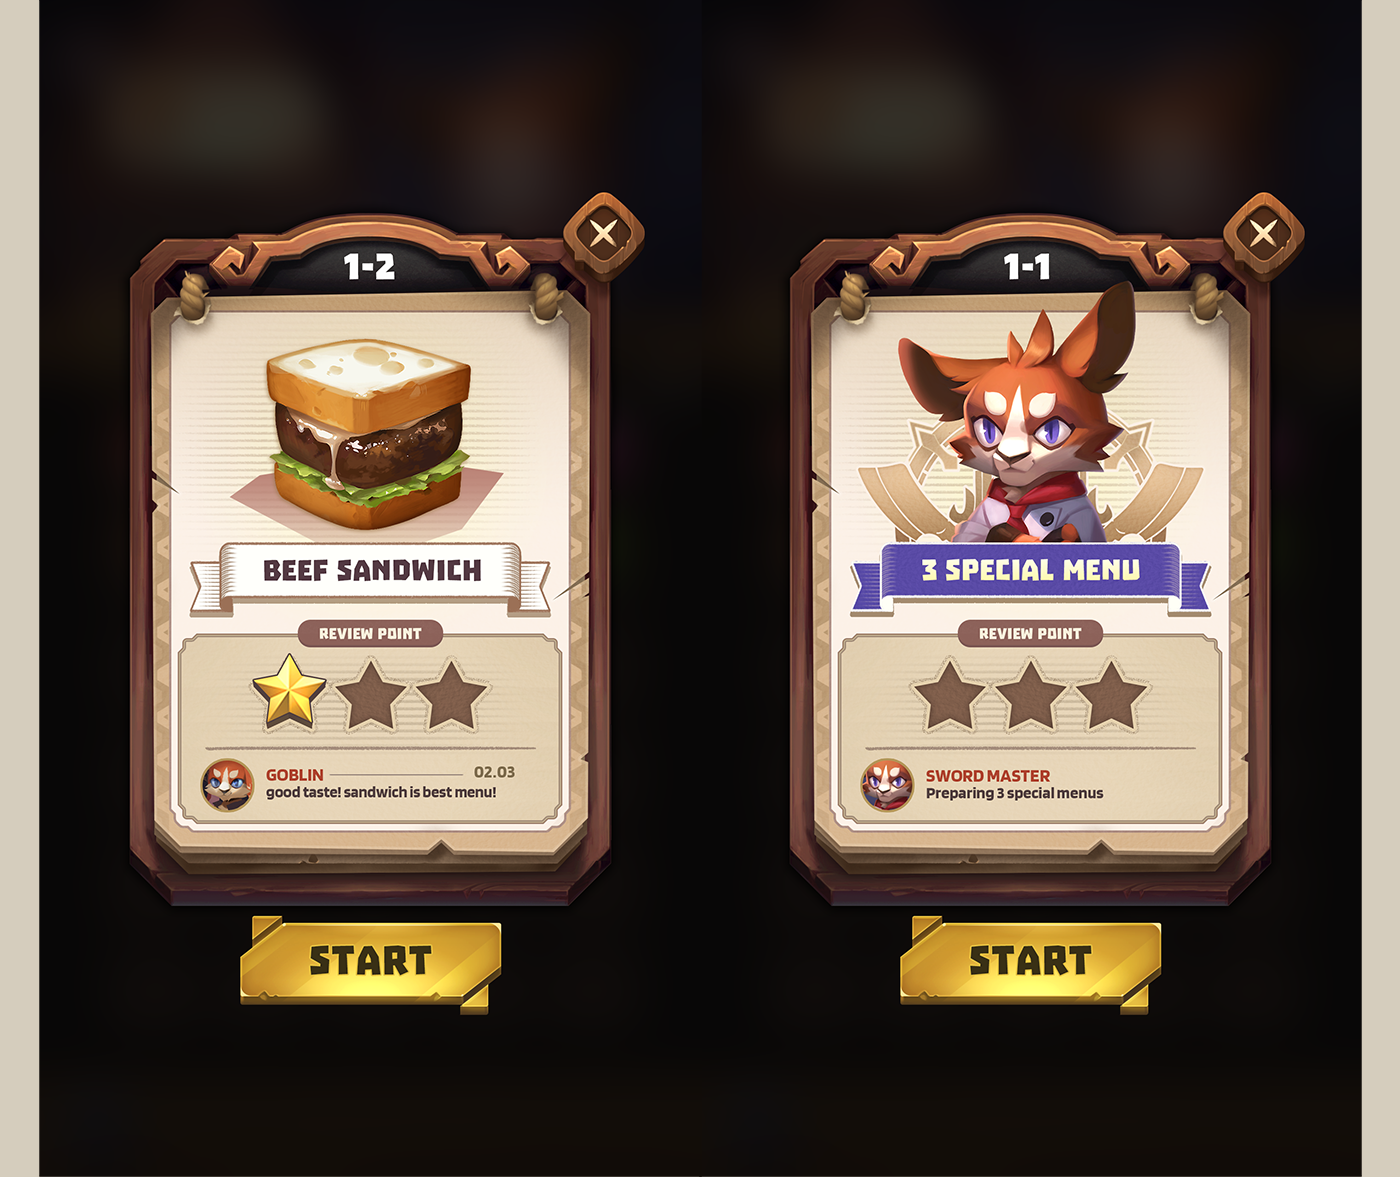 1-2
BEEF SANDWICH
REVIEW POINT
GOBLIN 02.03
good taste! sandwich is best menu!
START
1-1
3 SPECIAL MENU
REVIEW POINT
SWORD MASTER
Preparing 3 special menus
START